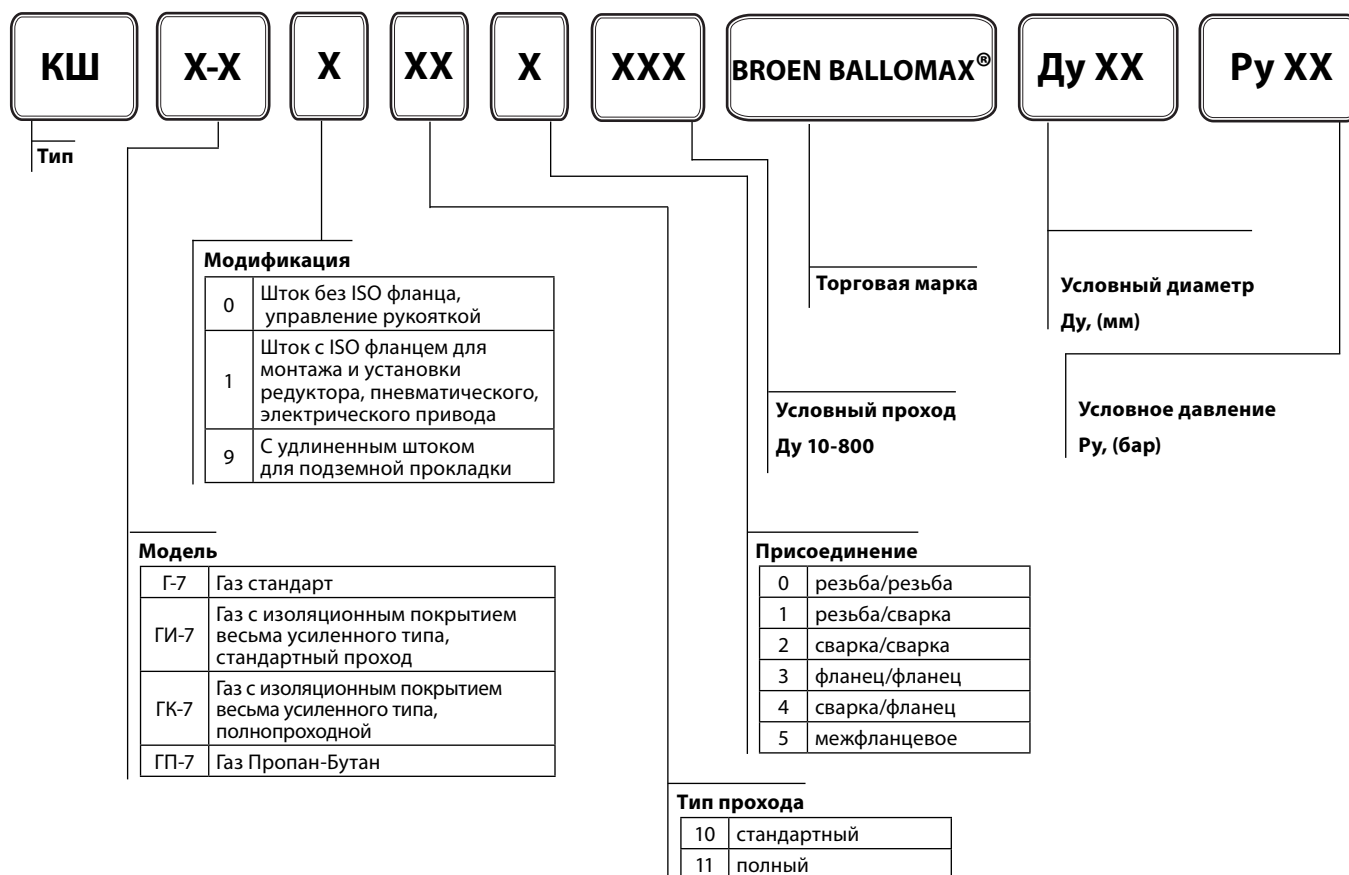 КШ X-X X XX X XXX BROEN BALLOMAX® Ду XX Ру XX
Тип
Модификация
0 Шток без ISO фланца,
управление рукояткой
1 Шток с ISO фланцем для
монтажа и установки
редуктора, пневматического,
электрического привода
9 С удлиненным штоком
для подземной прокладки
Торговая марка
Условный диаметр
Ду, (мм)
Условный проход
Ду 10-800
Условное давление
Ру, (бар)
Модель
Г-7 Газ стандарт
ГИ-7 Газ с изоляционным покрытием
весьма усиленного типа,
стандартный проход
ГК-7 Газ с изоляционным покрытием
весьма усиленного типа,
полнопроходной
ГП-7 Газ Пропан-Бутан
Присоединение
0 резьба/резьба
1 резьба/сварка
2 сварка/сварка
3 фланец/фланец
4 сварка/фланец
5 межфланцевое
Тип прохода
10 стандартный
11 полный